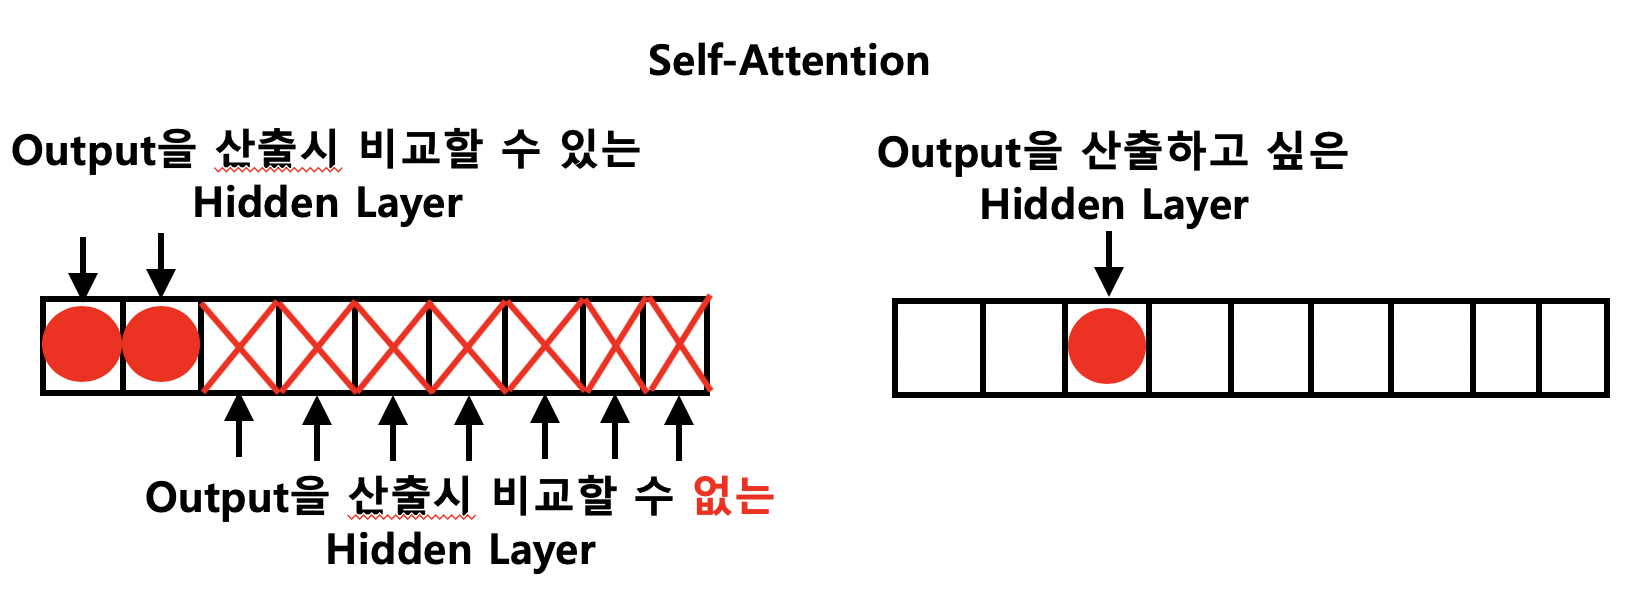 Self-Attention
Output을 산출시 비교할 수 있는
Hidden Layer
Output을 산출하고 싶은
Hidden Layer
Output을 산출시 비교할 수 없는
Hidden Layer